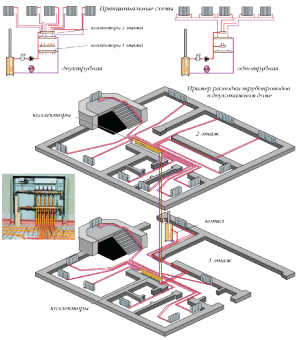 Принципиальные схемы
коллекторы 2 этажа
коллекторы 1 этажа
двухтрубная
однотрубная
Пример разводки трубопроводов
в двухэтажном доме
коллекторы
2 этаж
котел
1 этаж
коллекторы